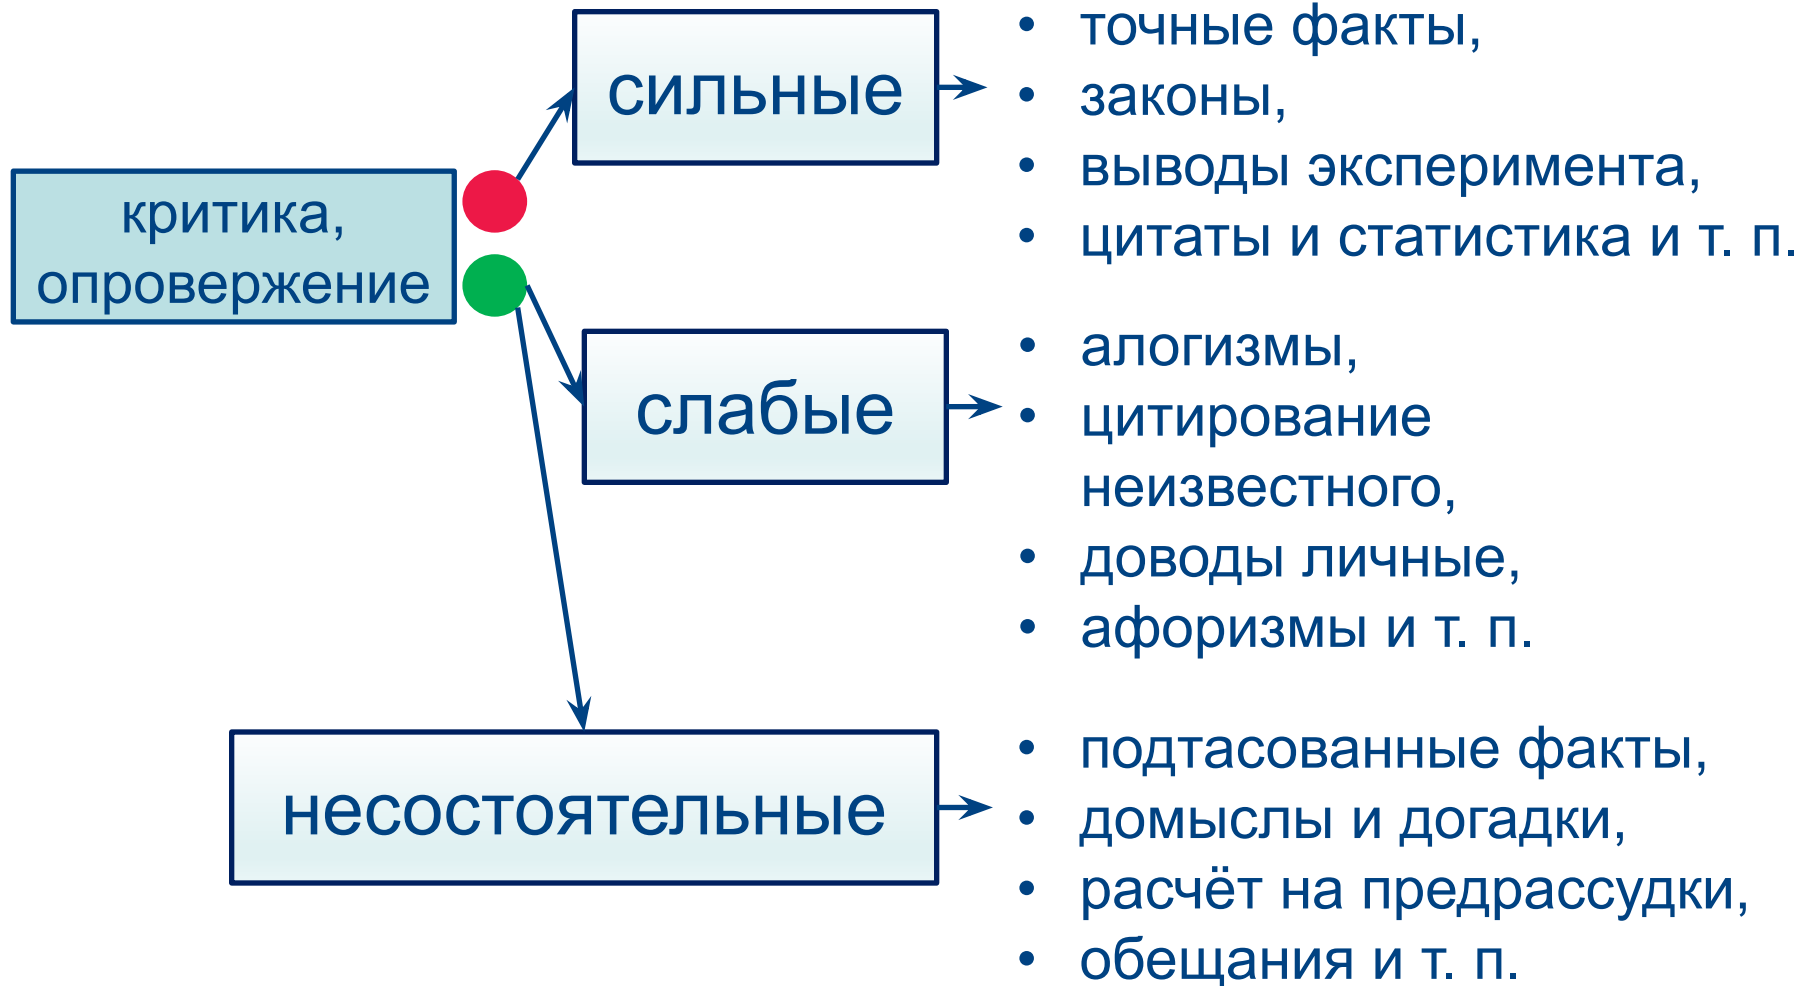 критика,
опровержение
сильные
• точные факты,
• законы,
• выводы эксперимента,
• цитаты и статистика и т. п.
слабые
• алогизмы,
• цитирование
неизвестного,
• доводы личные,
• афоризмы и т. п.
несостоятельные
• подтасованные факты,
• домыслы и догадки,
• расчёт на предрассудки,
• обещания и т. п.